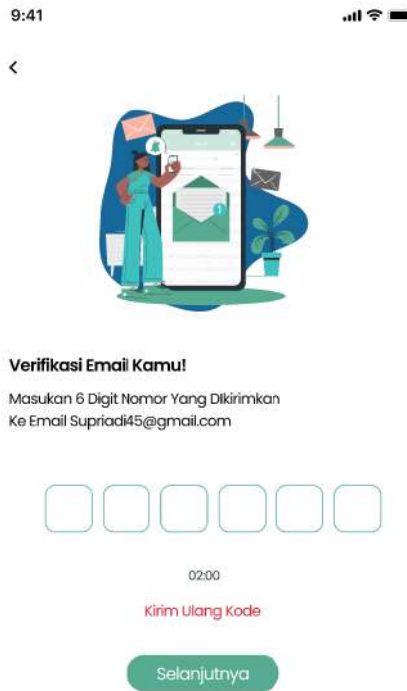 9:41
Verifikasi Email Kamu!
Masukan 6 Digit Nomor Yang DIkirimkan
Ke Email Supriadi45@gmail.com
02:00
Kirim Ulang Kode
Selanjutnya